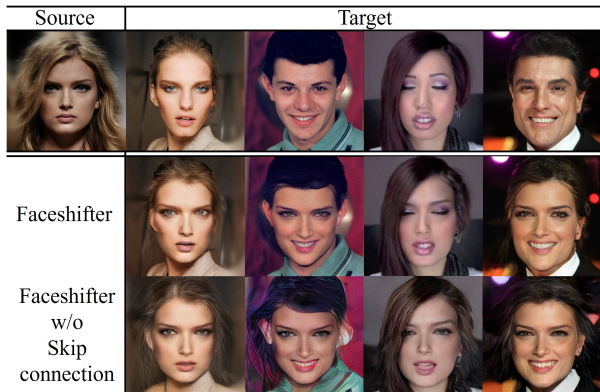 Source
Target
Faceshifter
Faceshifter
w/o
Skip
connection